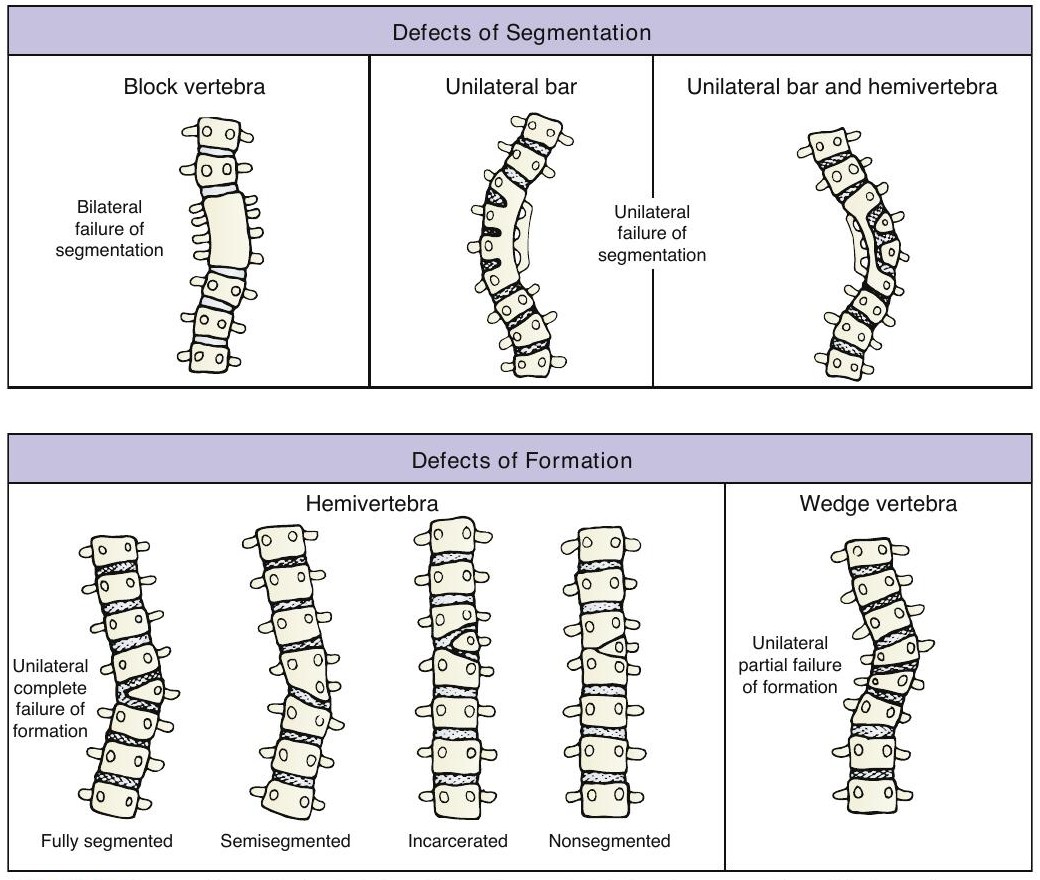 Defects of Segmentation
Block vertebra
Unilateral bar
Unilateral bar and hemivertebra
Bilateral
failure of
segmentation
Unilateral
failure of
segmentation
Defects of Formation
Hemivertebra
Wedge vertebra
Unilateral
complete
failure of
formation
Unilateral
partial failure
of formation
Fully segmented
Semisegmented
Incarcerated
Nonsegmented